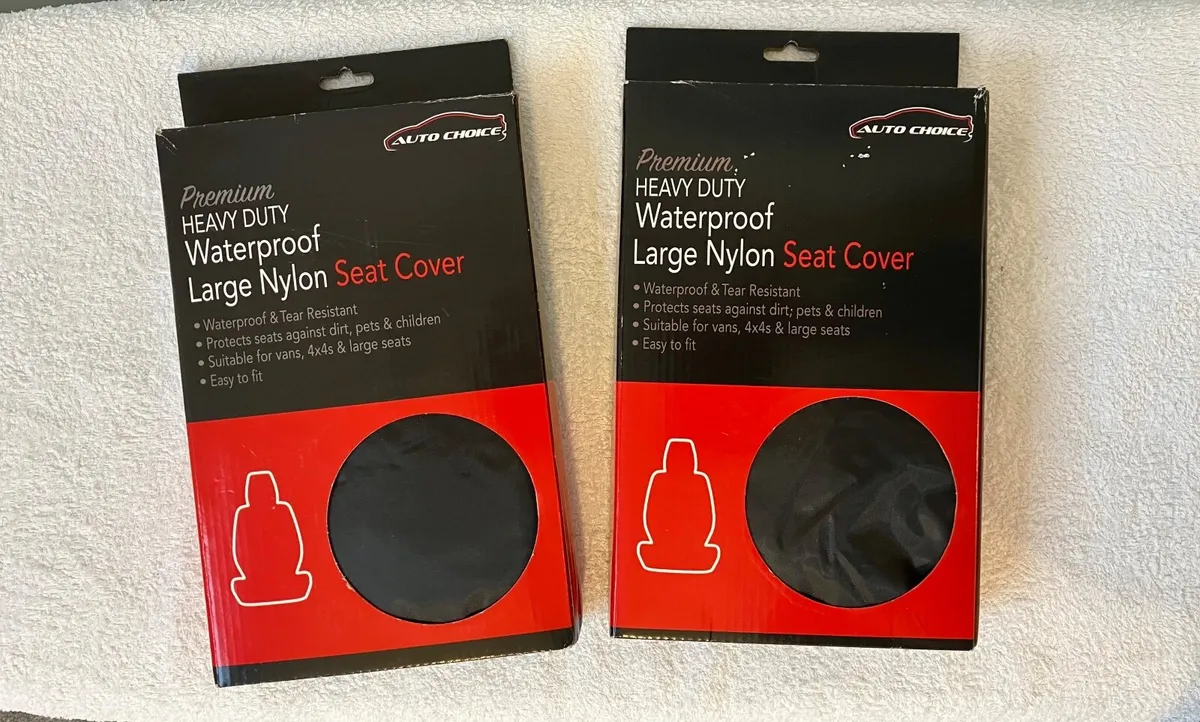 AUTO CHOICE
Premium
HEAVY DUTY
Waterproof
Large Nylon Seat Cover
• Waterproof & Tear Resistant
• Protects seats against dirt, pets & children
• Suitable for vans, 4x4s & large seats
• Easy to fit
AUTO CHOICE
Premium
HEAVY DUTY
Waterproof
Large Nylon Seat Cover
• Waterproof & Tear Resistant
• Protects seats against dirt, pets & children
• Suitable for vans, 4x4s & large seats
• Easy to fit